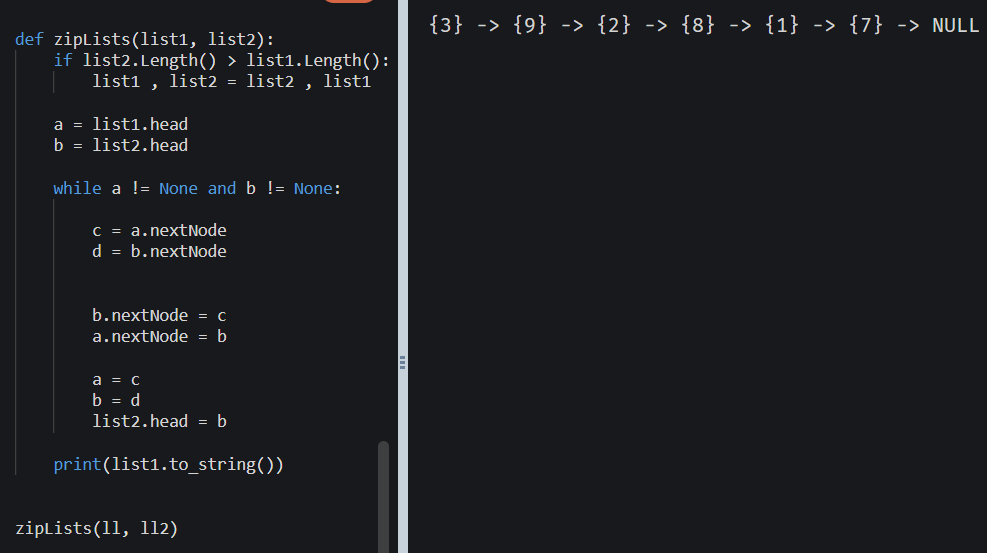 def zipLists(list1, list2):
    if list2.Length() > list1.Length():
        list1 , list2 = list2 , list1
    a = list1.head
    b = list2.head
    while a != None and b != None:
        c = a.nextNode
        d = b.nextNode
        b.nextNode = c
        a.nextNode = b
        a = c
        b = d
        list2.head = b
    print(list1.to_string())
zipLists(ll, ll2)
{3} -> {9} -> {2} -> {8} -> {1} -> {7} -> NULL